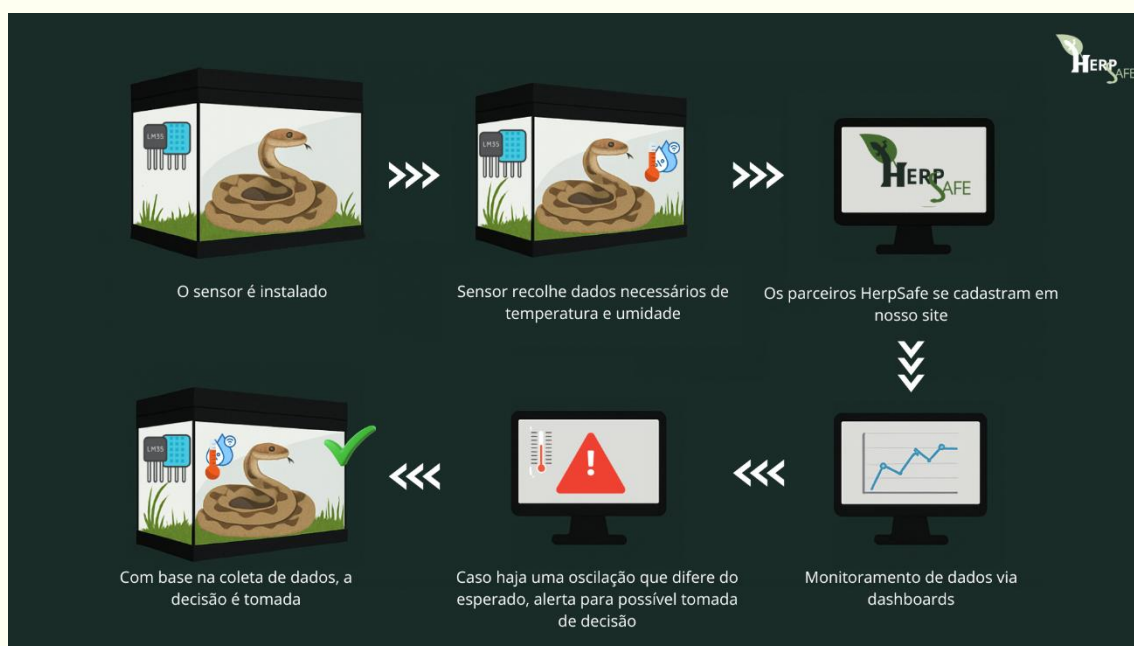 HERPSAFE
LM35
LM35
HERPSAFE
O sensor é instalado
Sensor recolhe dados necessários de
temperatura e umidade
Os parceiros HerpSafe se cadastram em
nosso site
LM35
Com base na coleta de dados, a
decisão é tomada
!
Caso haja uma oscilação que difere do
esperado, alerta para possível tomada
de decisão
Monitoramento de dados via
dashboards